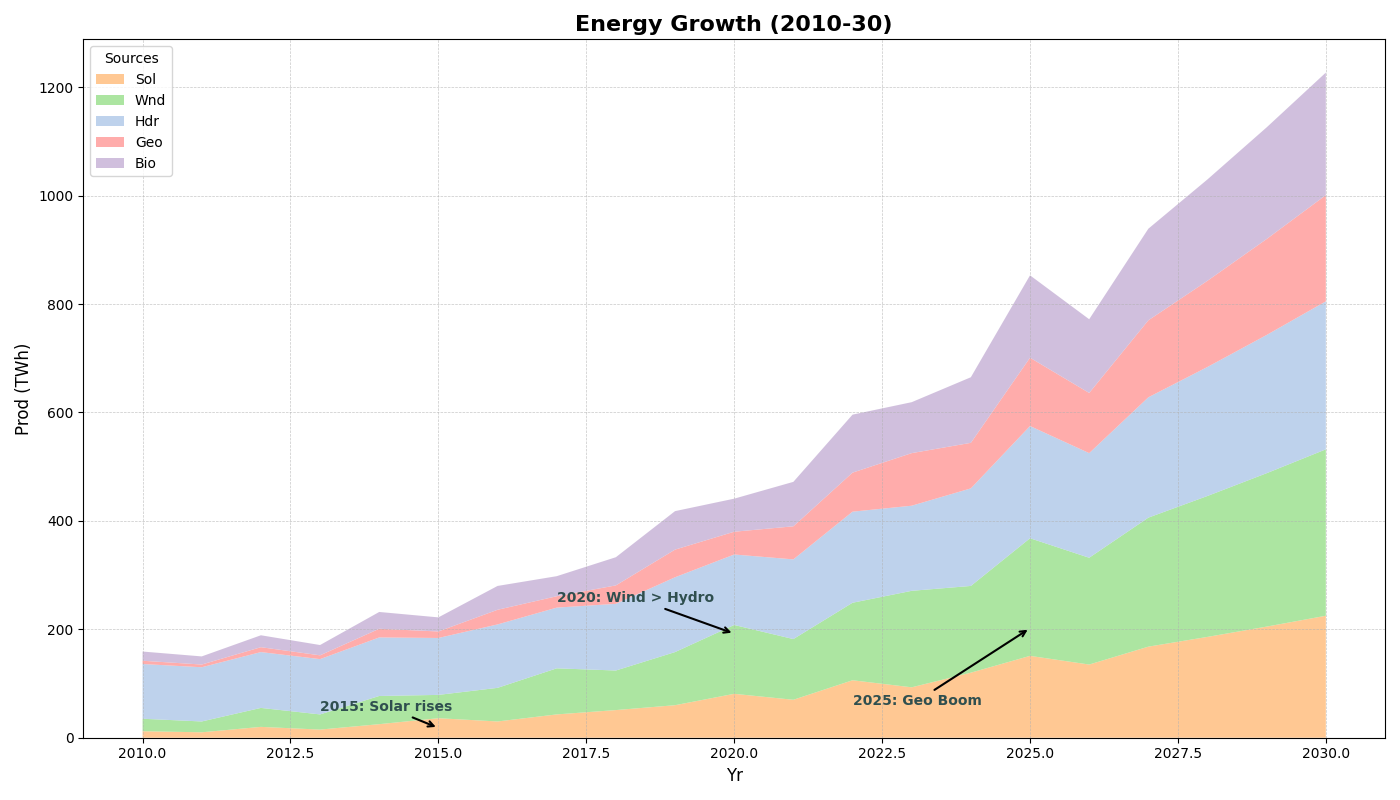 Energy Growth (2010-30)
Sources
Sol
Wnd
Hdr
Geo
Bio
Prod (TWh)
1200
1000
800
600
400
200
0
2020: Wind > Hydro
2015: Solar rises
2025: Geo Boom
2010.0 2012.5 2015.0 2017.5 2020.0 2022.5 2025.0 2027.5 2030.0
Yr